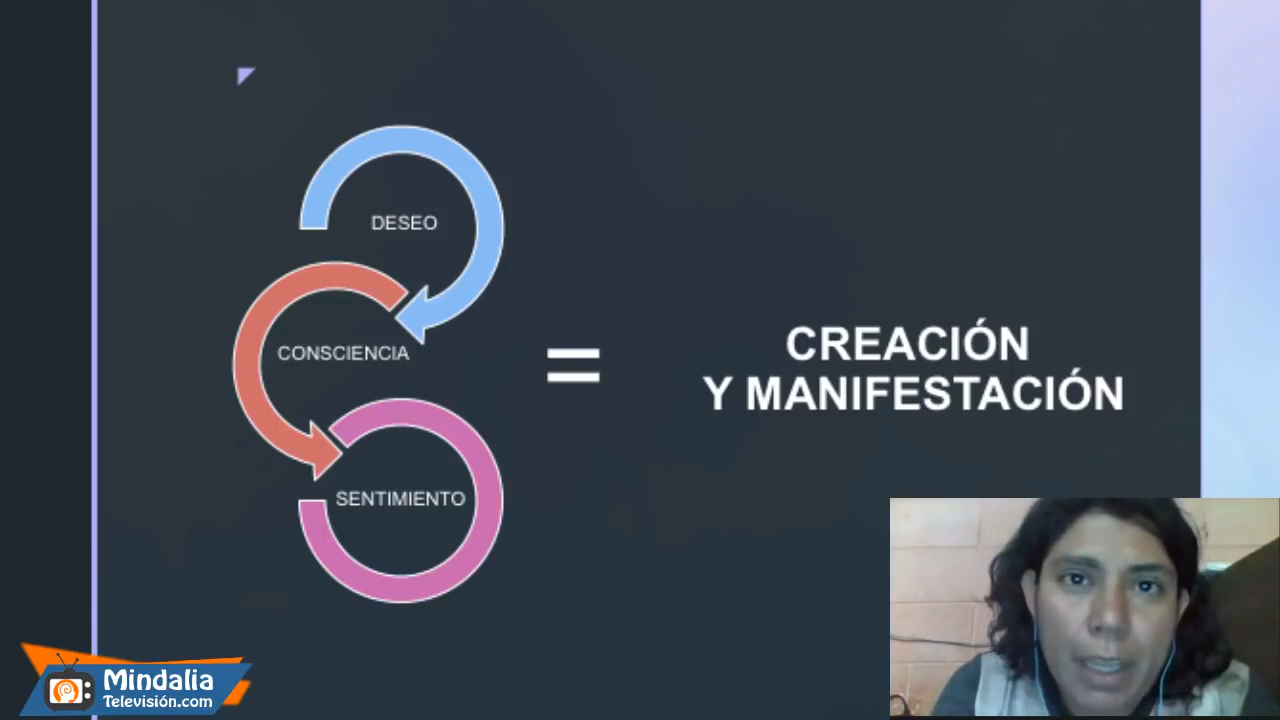 DESEO
CONSCIENCIA
SENTIMIENTO
=
CREACIÓN
Y MANIFESTACIÓN
Mindalia
Televisión.com